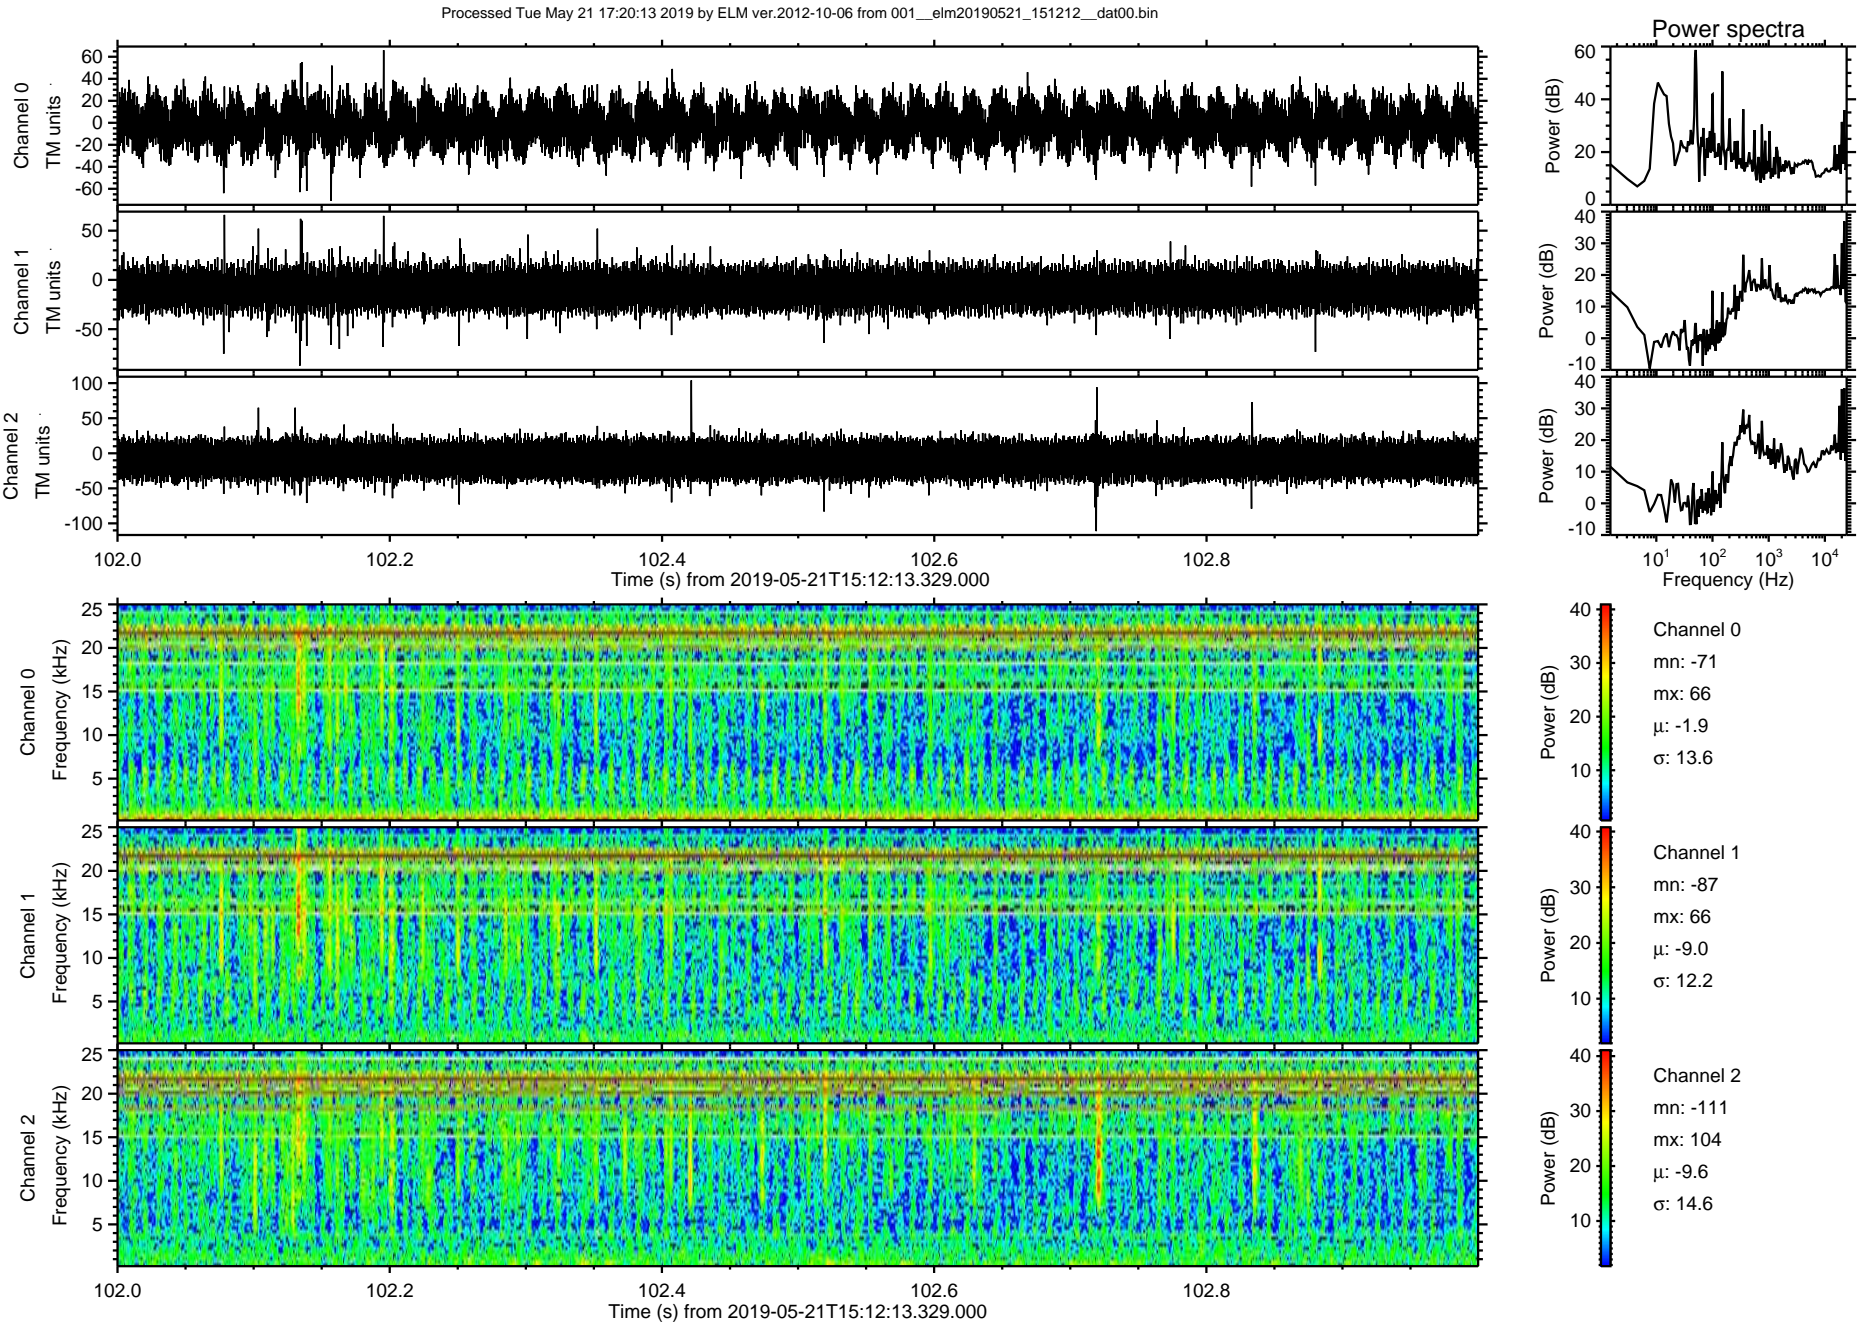 Processed Tue May 21 17:20:13 2019 by ELM ver.2012-10-06 from 001__elm20190521_151212__dat00.bin
Power spectra
Channel 0
TM units
60
40
20
0
-20
-40
-60
Power (dB)
60
40
20
0
Channel 1
TM units
50
0
-50
Power (dB)
40
30
20
10
0
-10
Channel 2
TM units
100
50
0
-50
-100
Power (dB)
40
30
20
10
0
-10
102.0 102.2 102.4 102.6 102.8
Time (s) from 2019-05-21T15:12:13.329.000
10^1 10^2 10^3 10^4
Frequency (Hz)
Channel 0
Frequency (kHz)
25
20
15
10
5
Power (dB)
40
30
20
10
Channel 0
mn: -71
mx: 66
μ: -1.9
σ: 13.6
Channel 1
Frequency (kHz)
25
20
15
10
5
Power (dB)
40
30
20
10
Channel 1
mn: -87
mx: 66
μ: -9.0
σ: 12.2
Channel 2
Frequency (kHz)
25
20
15
10
5
Power (dB)
40
30
20
10
Channel 2
mn: -111
mx: 104
μ: -9.6
σ: 14.6
102.0 102.2 102.4 102.6 102.8
Time (s) from 2019-05-21T15:12:13.329.000